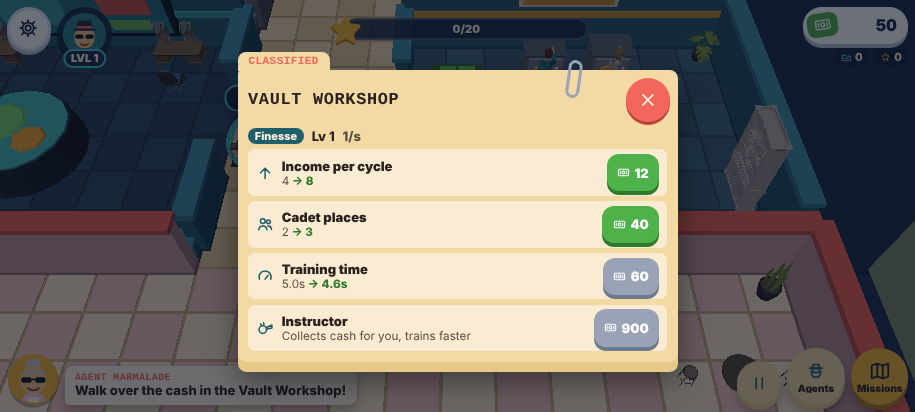 LVL 1
0/20
50
0 0
CLASSIFIED
VAULT WORKSHOP
Finesse Lv 1 1/s
Income per cycle
4 → 8
12
Cadet places
2 → 3
40
Training time
5.0s → 4.6s
60
Instructor
Collects cash for you, trains faster
900
AGENT MARMALADE
Walk over the cash in the Vault Workshop!
Agents
Missions